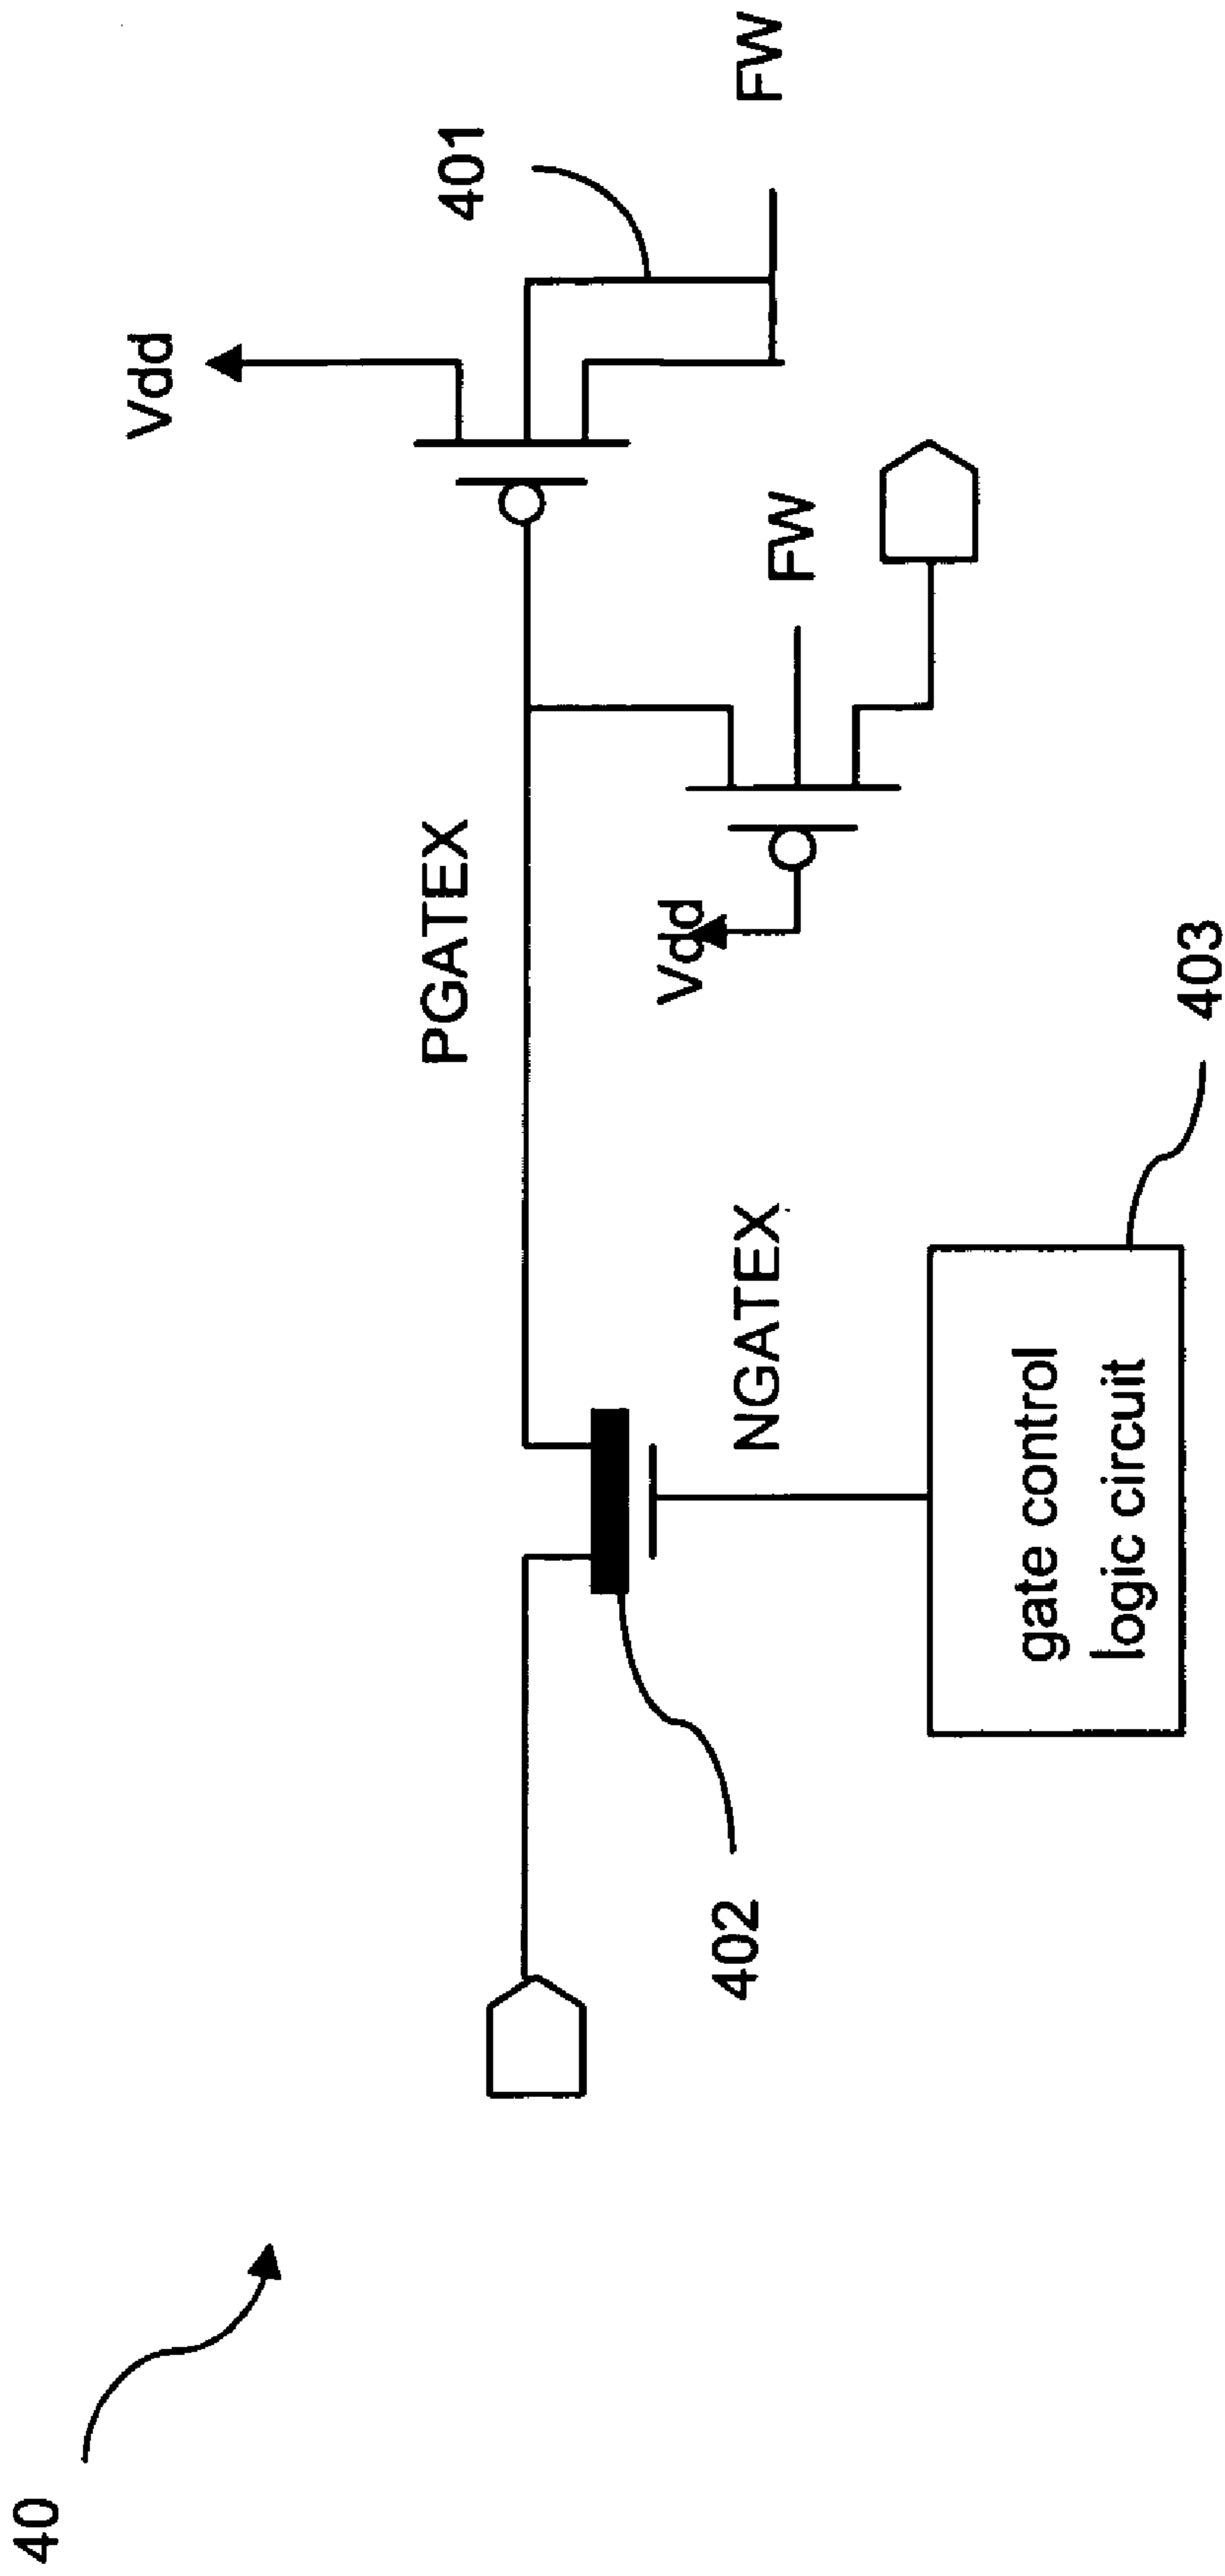 40
Vdd
401
FW
PGATEX
FW
Vdd
NGATEX
402
gate control
logic circuit
403